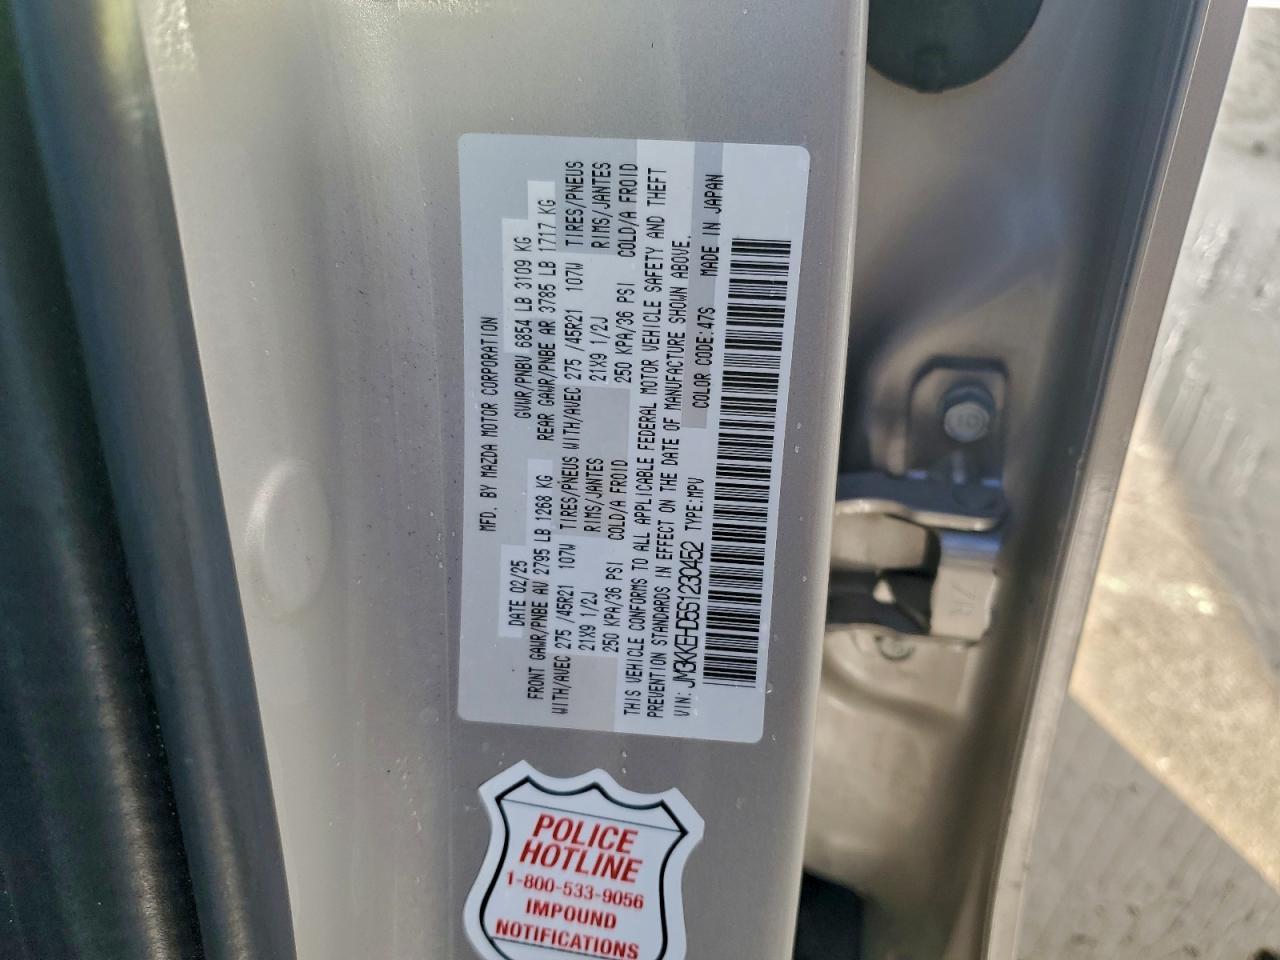 MFD. BY MAZDA MOTOR CORPORATION
DATE 02/25 GVWR/PNBV 6854 LB 3109 KG
FRONT GAWR/PNBE AV 2795 LB 1268 KG REAR GAWR/PNBE AR 3785 LB 1717 KG
WITH/AVEC 275 /45R21 107W TIRES/PNEUS WITH/AVEC 275 /45R21 107W TIRES/PNEUS
21X9 1/2J RIMS/JANTES 21X9 1/2J RIMS/JANTES
250 KPA/36 PSI COLD/A FROID 250 KPA/36 PSI COLD/A FROID
THIS VEHICLE CONFORMS TO ALL APPLICABLE FEDERAL MOTOR VEHICLE SAFETY AND THEFT
PREVENTION STANDARDS IN EFFECT ON THE DATE OF MANUFACTURE SHOWN ABOVE.
VIN: JM3KKEHD5S1230452 TYPE:MPV COLOR CODE:47S MADE IN JAPAN
POLICE
HOTLINE
1-800-533-9056
IMPOUND
NOTIFICATIONS